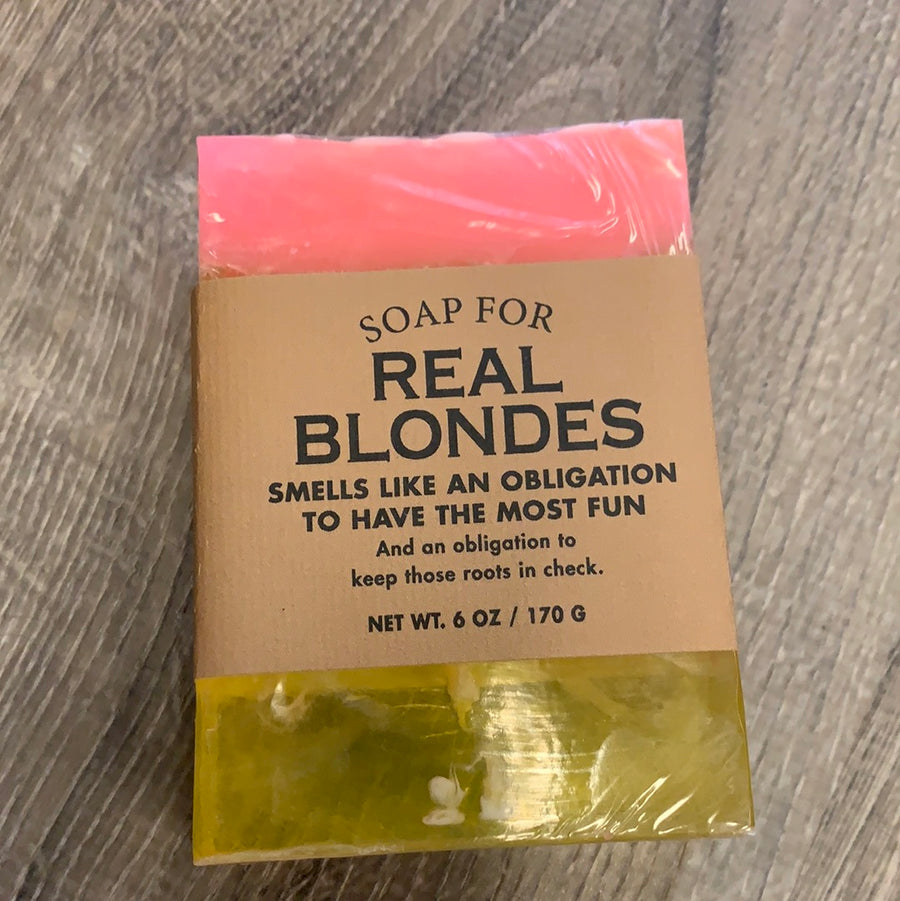 SOAP FOR
REAL
BLONDES
SMELLS LIKE AN OBLIGATION
TO HAVE THE MOST FUN
And an obligation to
keep those roots in check.
NET WT. 6 OZ / 170 G